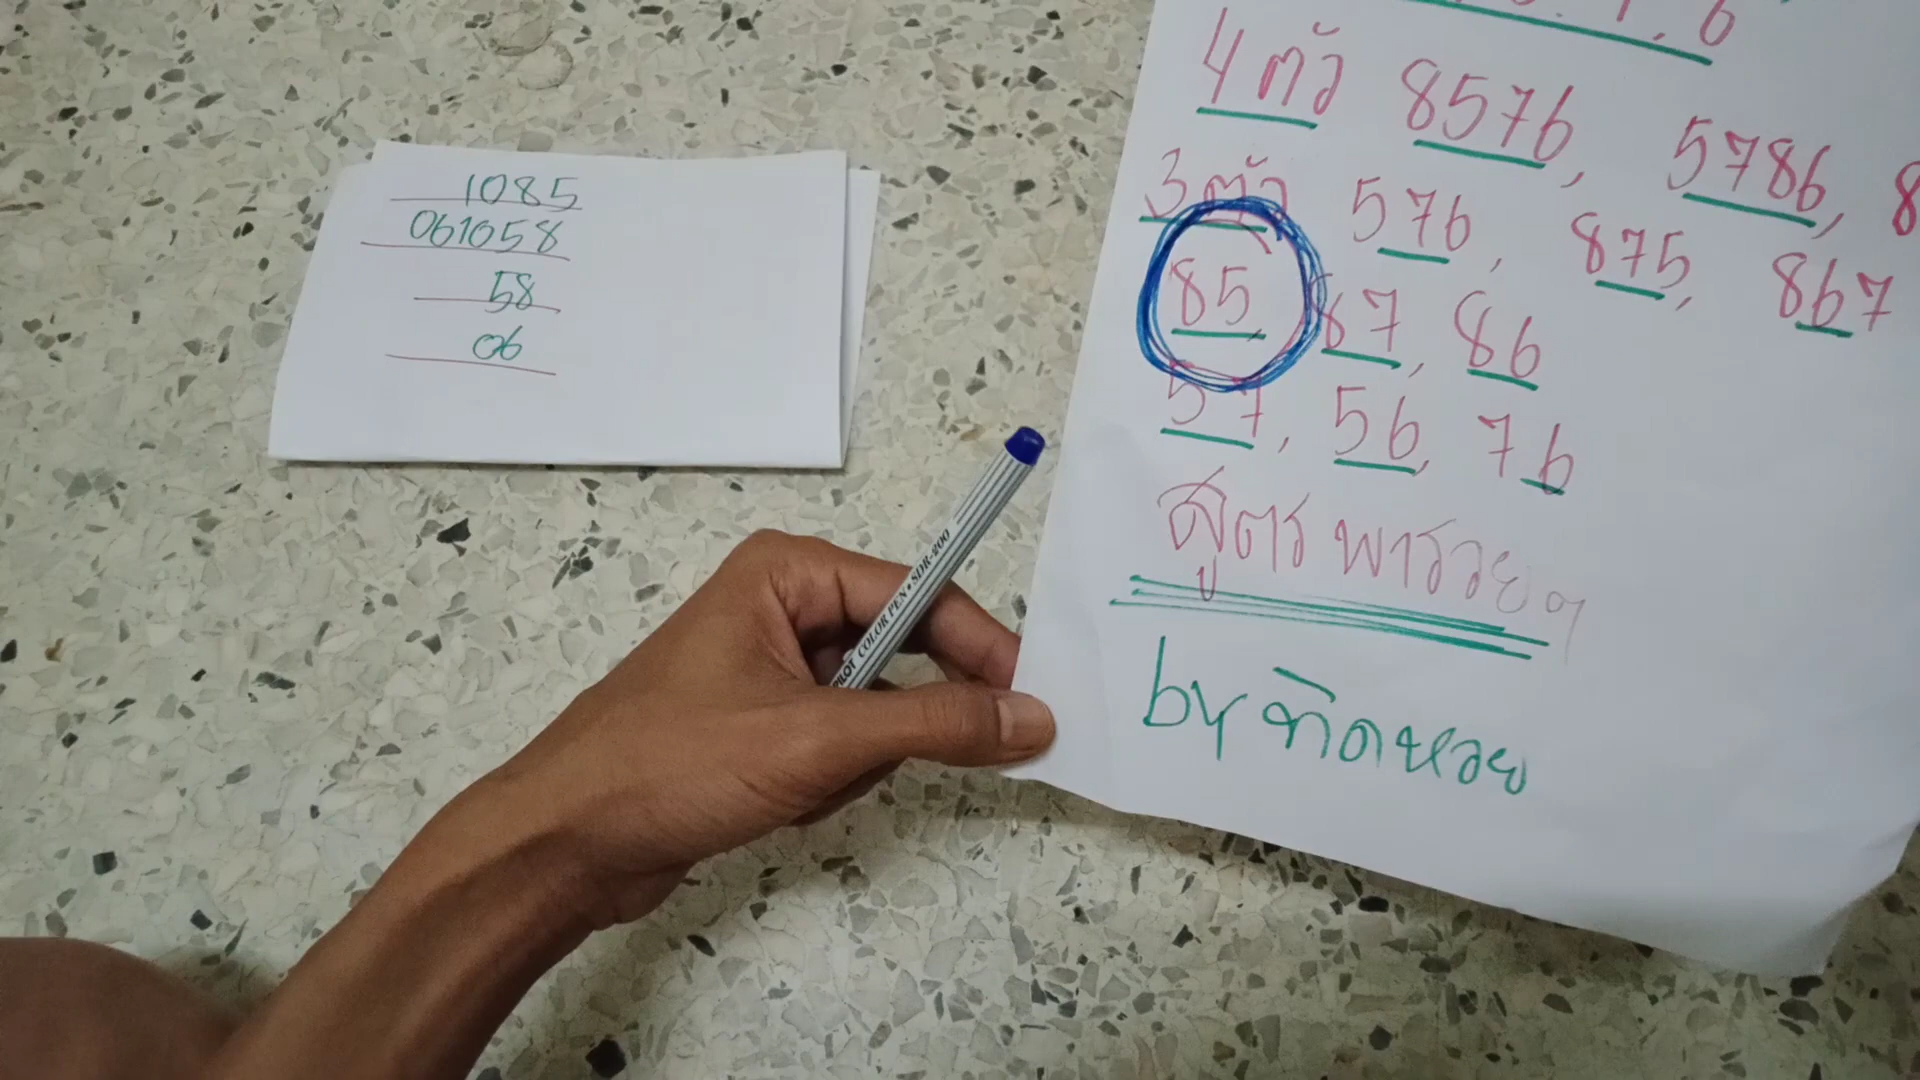 1085
061058
58
06
4 ตัว 8576, 5786, 8
3 ตัว 576, 875, 867
85 87, 86
57, 56, 76
สูตร พารวยๆ
by ทิดหวย
PILOT COLOR PEN • SDR-200